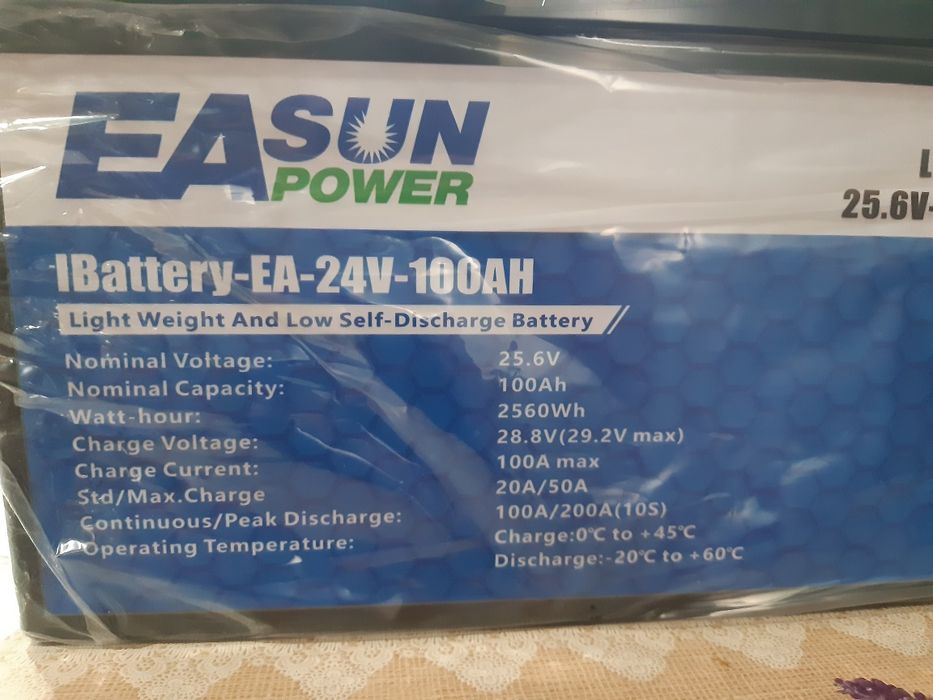 EASUN
POWER
L
25.6V-
IBattery-EA-24V-100AH
Light Weight And Low Self-Discharge Battery
Nominal Voltage: 25.6V
Nominal Capacity: 100Ah
Watt-hour: 2560Wh
Charge Voltage: 28.8V(29.2V max)
Charge Current: 100A max
Std/Max.Charge 20A/50A
Continuous/Peak Discharge: 100A/200A(10S)
Operating Temperature: Charge:0℃ to +45℃
Discharge:-20℃ to +60℃